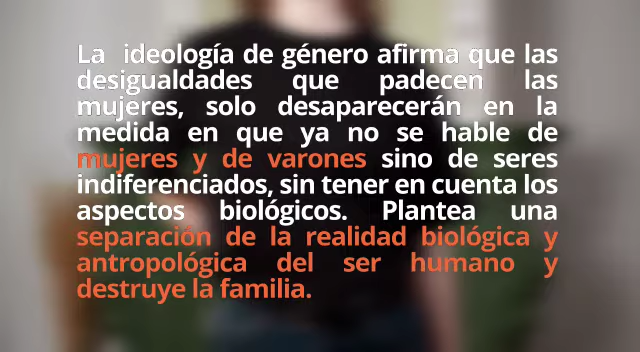 La ideología de género afirma que las
desigualdades que padecen las
mujeres, solo desaparecerán en la
medida en que ya no se hable de
mujeres y de varones sino de seres
indiferenciados, sin tener en cuenta los
aspectos biológicos. Plantea una
separación de la realidad biológica y
antropológica del ser humano y
destruye la familia.